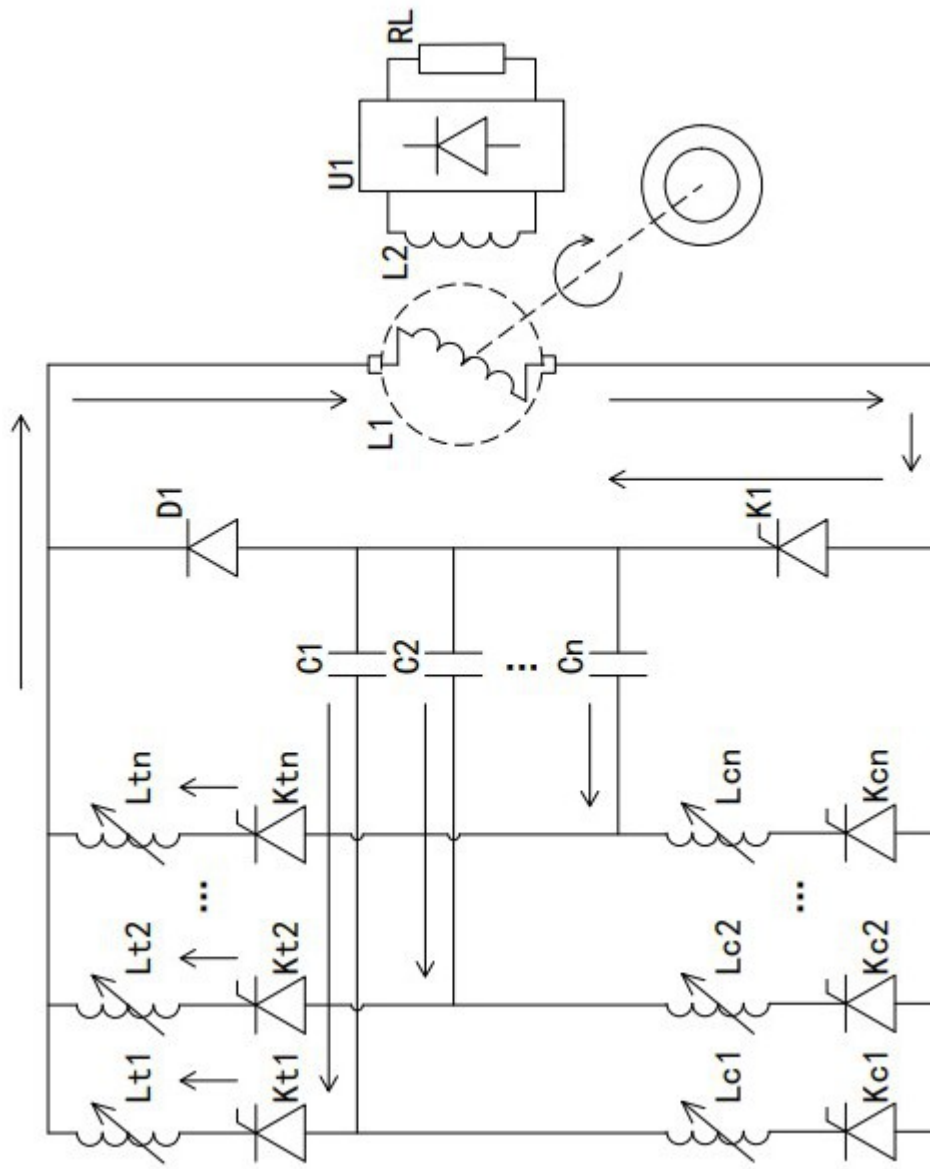 RL
U1
L2
L1
D1
K1
C1
C2
...
Cn
Ltn
Ktn
Lcn
Kcn
...
...
Lt2
Kt2
Lc2
Kc2
Lt1
Kt1
Lc1
Kc1